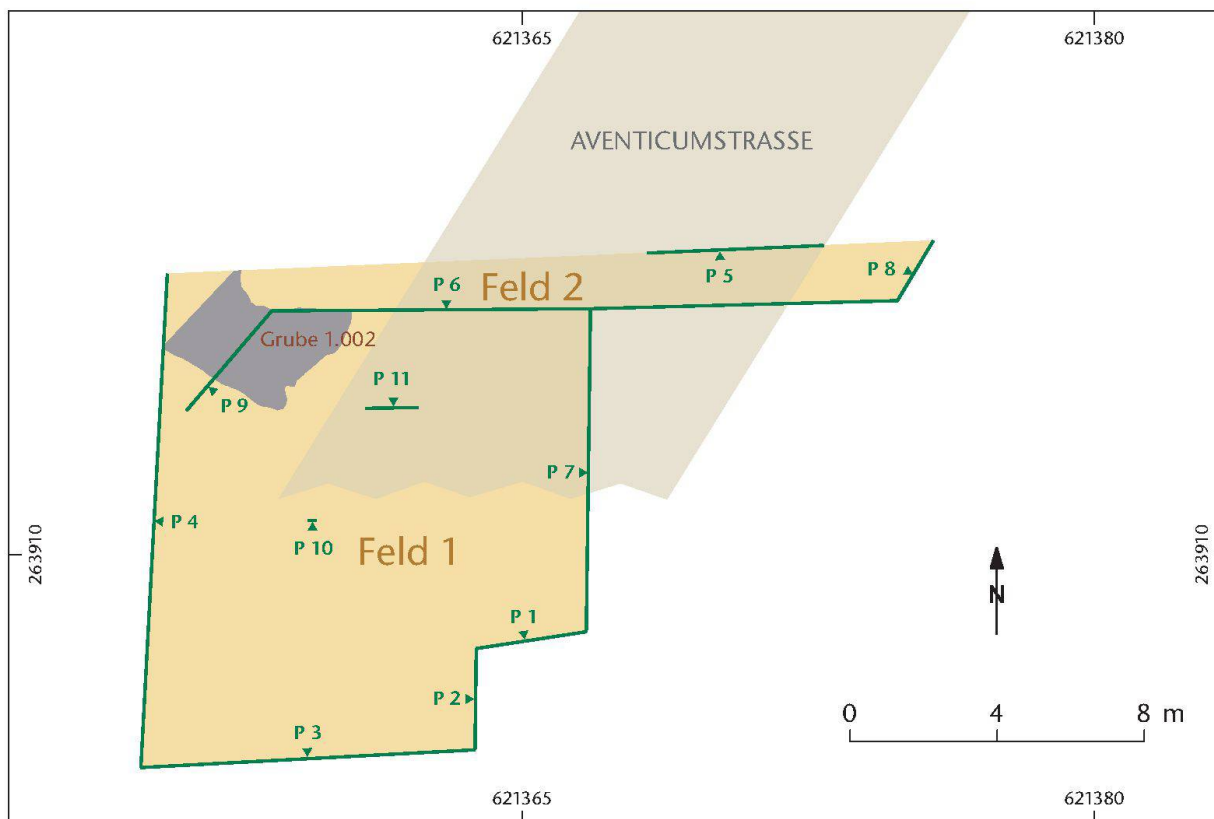 621365
621380
AVENTICUMSTRASSE
P 5
P 8
P 6
Feld 2
Grube 1.002
P 11
P 9
P 7
P 4
P 10
Feld 1
263910
263910
N
P 1
P 2
P 3
0 4 8 m
621365
621380